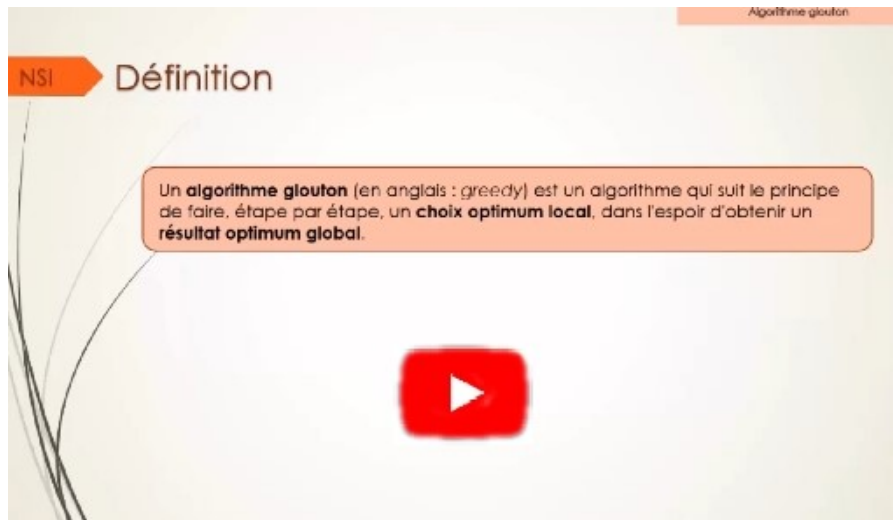 Algorithme glouton
NSI
Définition
Un algorithme glouton (en anglais : greedy) est un algorithme qui suit le principe
de faire, étape par étape, un choix optimum local, dans l'espoir d'obtenir un
résultat optimum global.